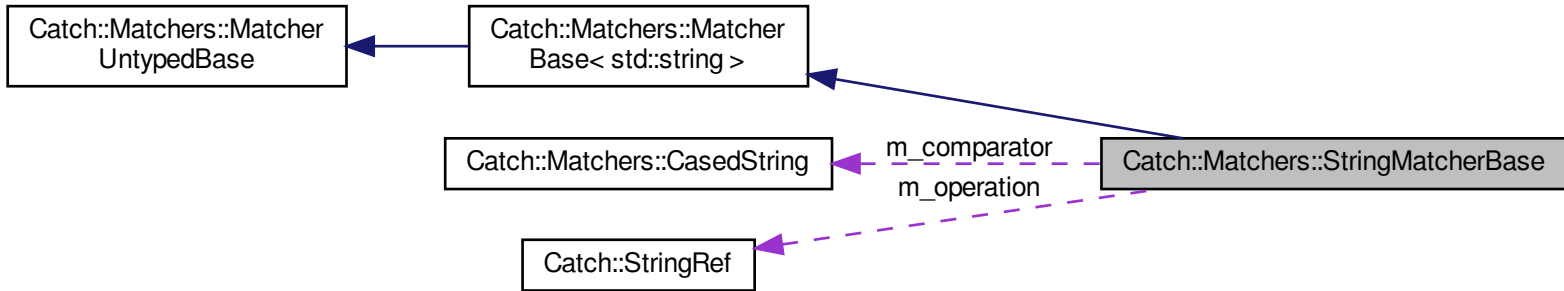 Catch::Matchers::Matcher
UntypedBase
Catch::Matchers::Matcher
Base< std::string >
m_comparator
Catch::Matchers::CasedString
Catch::Matchers::StringMatcherBase
m_operation
Catch::StringRef